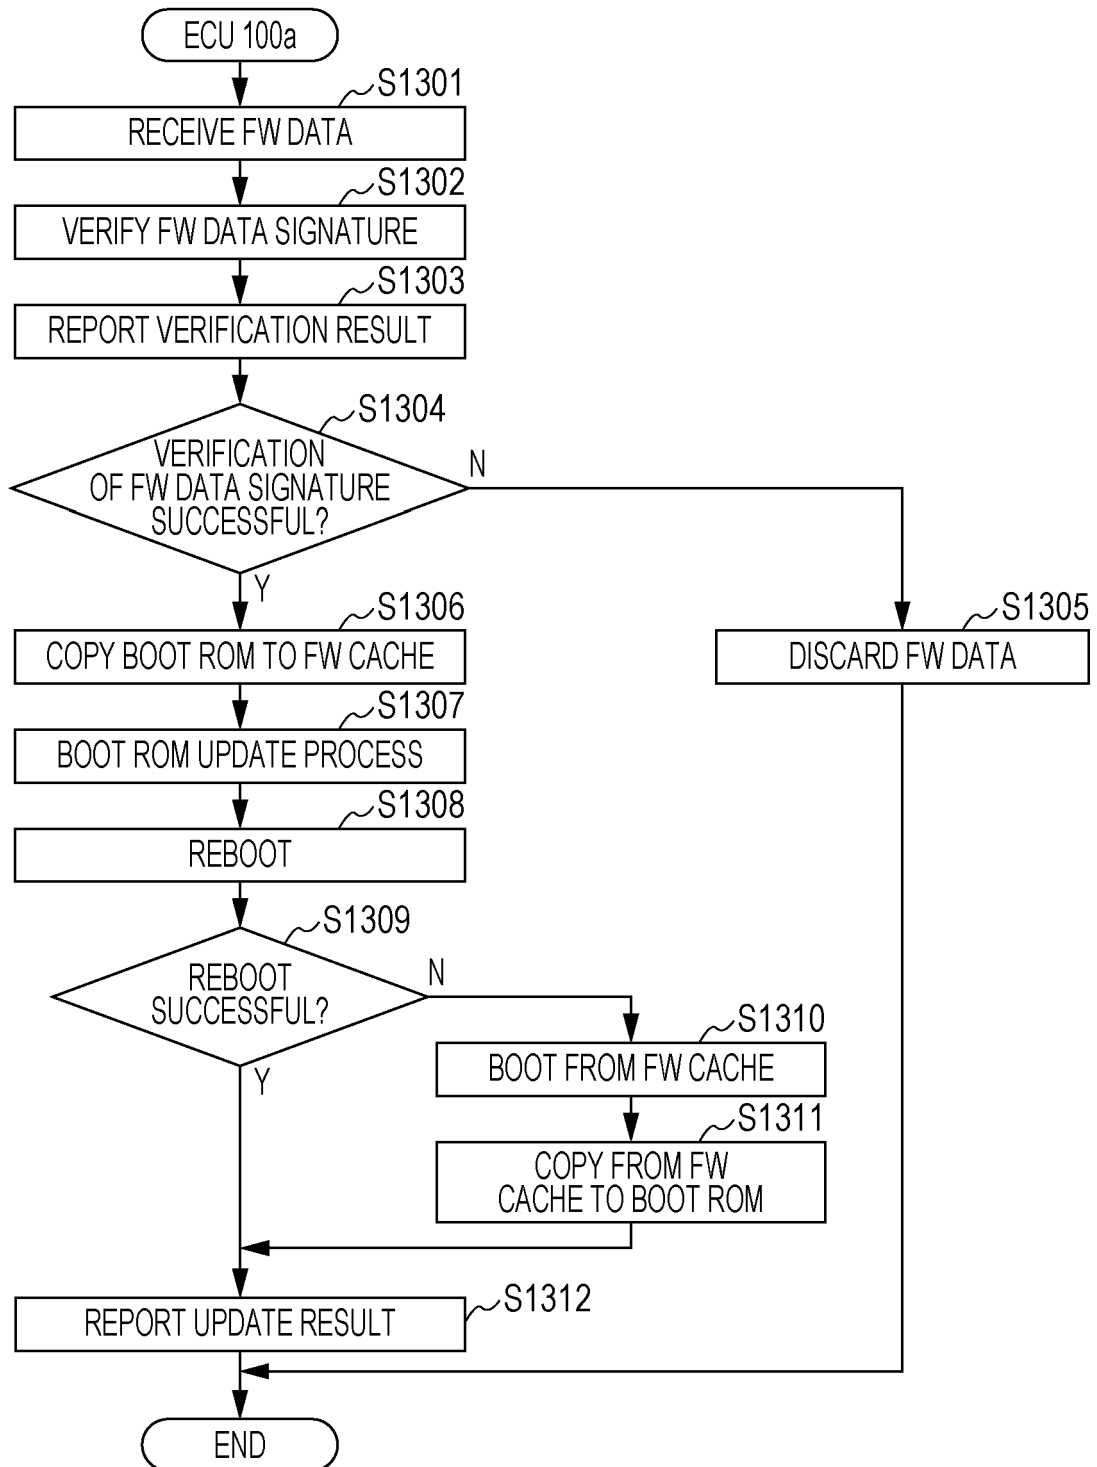 ECU 100a
S1301
RECEIVE FW DATA
S1302
VERIFY FW DATA SIGNATURE
S1303
REPORT VERIFICATION RESULT
S1304
VERIFICATION
OF FW DATA SIGNATURE
SUCCESSFUL?
N
Y
S1306
COPY BOOT ROM TO FW CACHE
S1305
DISCARD FW DATA
S1307
BOOT ROM UPDATE PROCESS
S1308
REBOOT
S1309
REBOOT
SUCCESSFUL?
N
Y
S1310
BOOT FROM FW CACHE
S1311
COPY FROM FW
CACHE TO BOOT ROM
S1312
REPORT UPDATE RESULT
END